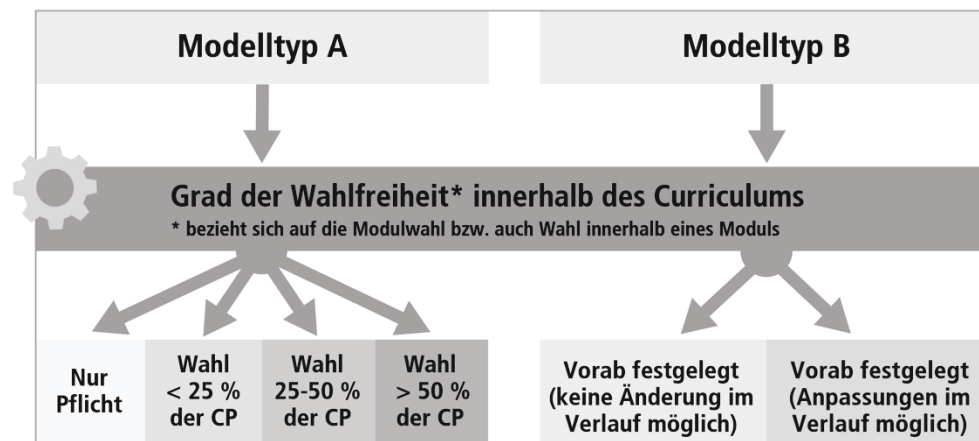 Modelltyp A
Modelltyp B
Grad der Wahlfreiheit* innerhalb des Curriculums
* bezieht sich auf die Modulwahl bzw. auch Wahl innerhalb eines Moduls
Nur
Pflicht
Wahl
< 25 %
der CP
Wahl
25-50 %
der CP
Wahl
> 50 %
der CP
Vorab festgelegt
(keine Änderung im
Verlauf möglich)
Vorab festgelegt
(Anpassungen im
Verlauf möglich)